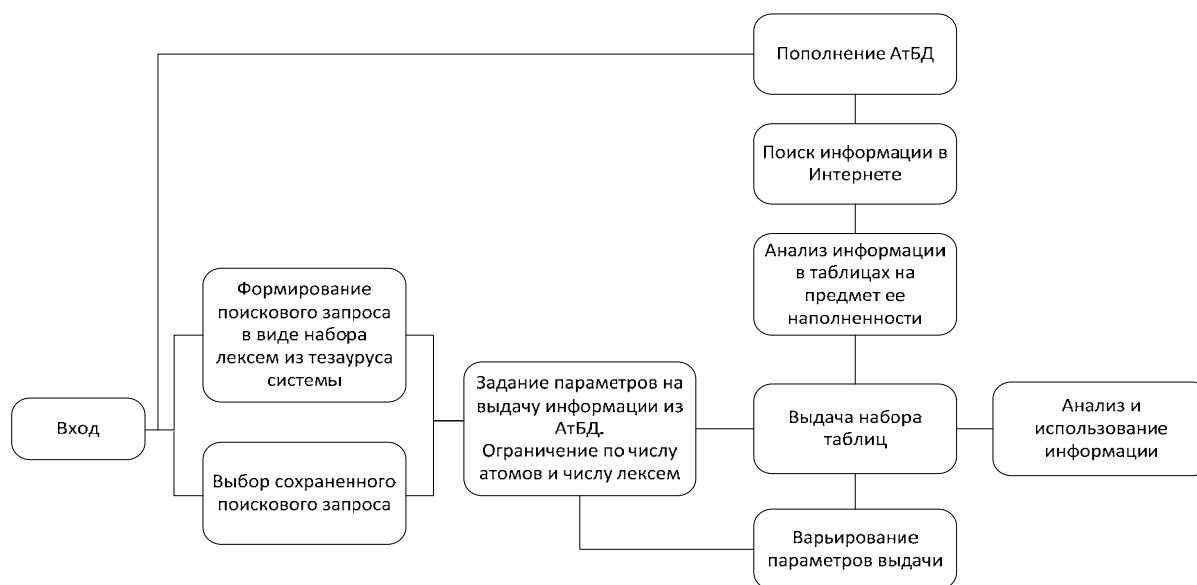 Пополнение АтБД
Поиск информации в
Интернете
Анализ информации
в таблицах на
предмет ее
наполненности
Формирование
поискового запроса
в виде набора
лексем из тезауруса
системы
Вход
Выбор сохраненного
поискового запроса
Задание параметров на
выдачу информации из
АтБД.
Ограничение по числу
атомов и числу лексем
Выдача набора
таблиц
Анализ и
использование
информации
Варьирование
параметров выдачи